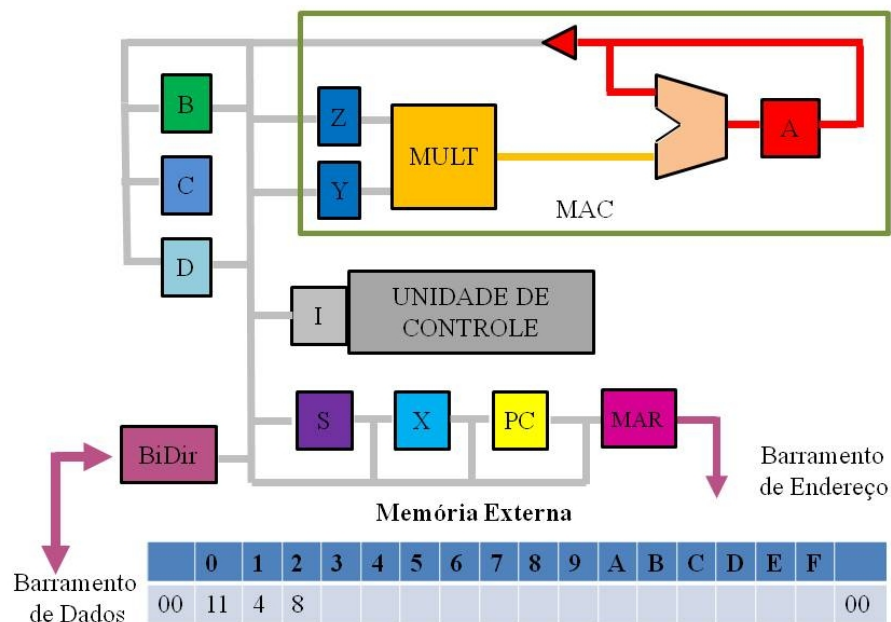 B
C
D
Z
Y
MULT
A
MAC
I
UNIDADE DE
CONTROLE
S
X
PC
MAR
BiDir
Barramento
de Endereço
Memória Externa
Barramento
de Dados
0 1 2 3 4 5 6 7 8 9 A B C D E F
00 11 4 8 00